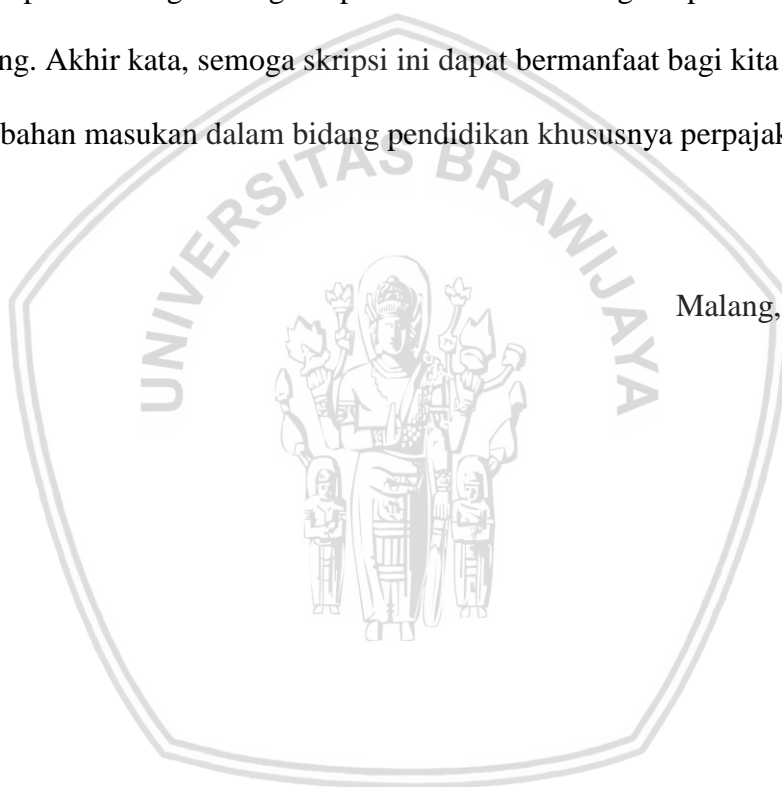 ng. Akhir kata, semoga skripsi ini dapat bermanfaat bagi kita
bahan masukan dalam bidang pendidikan khususnya perpajak
UNIVERSITAS BRAWIJAYA
Malang,